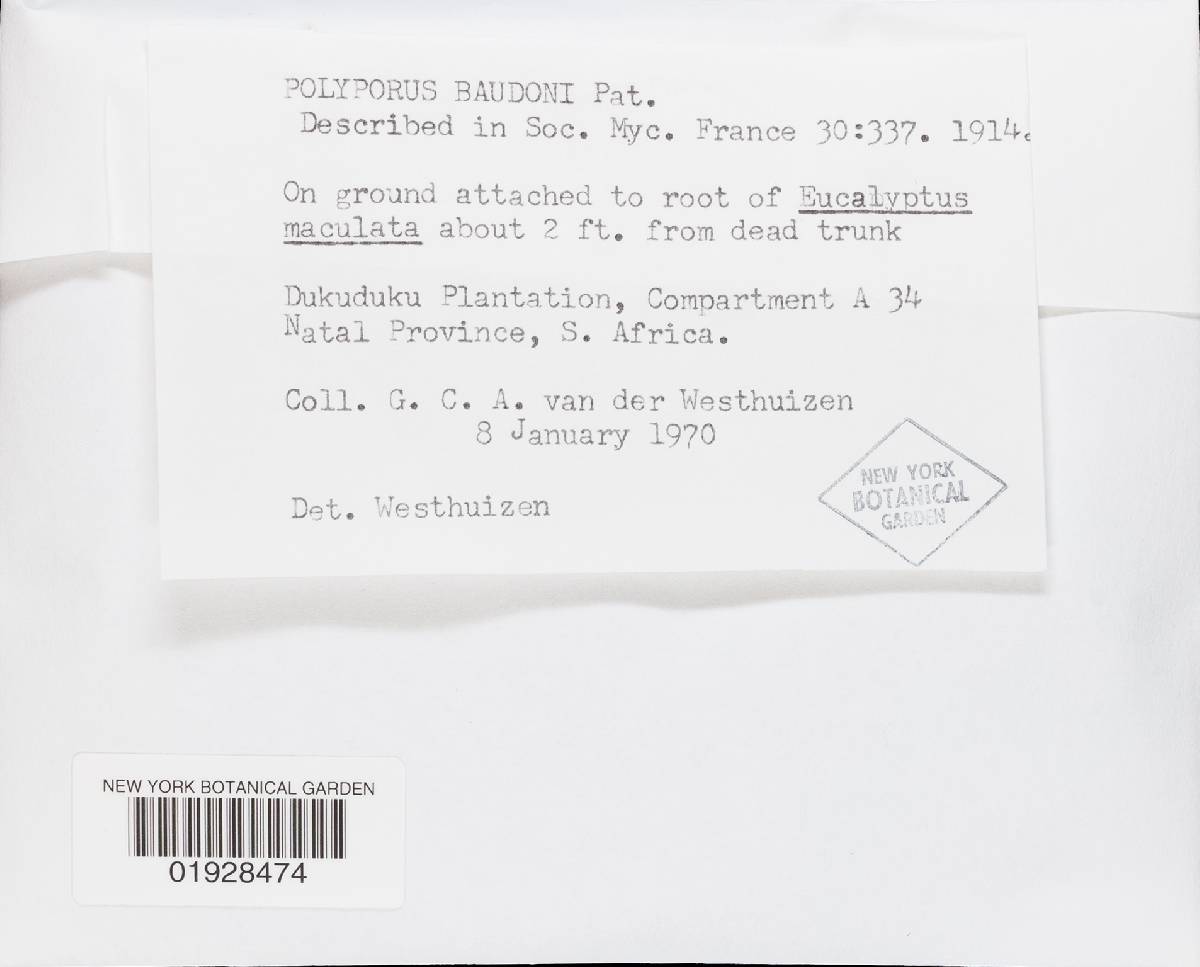 POLYPORUS BAUDONI Pat.
Described in Soc. Myc. France 30:337. 1914.
On ground attached to root of Eucalyptus
maculata about 2 ft. from dead trunk
Dukuduku Plantation, Compartment A 34
Natal Province, S. Africa.
Coll. G. C. A. van der Westhuizen
8 January 1970
Det. Westhuizen
NEW YORK
BOTANICAL
GARDEN
NEW YORK BOTANICAL GARDEN
01928474